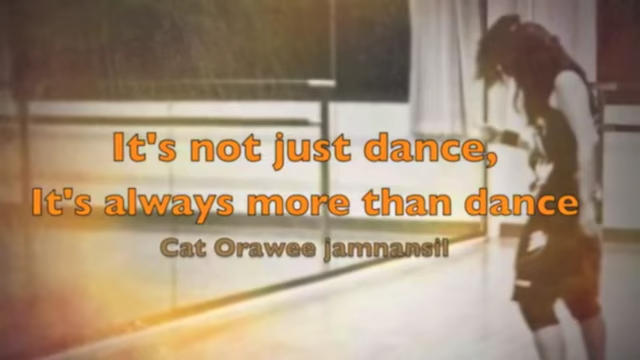 It's not just dance,
It's always more than dance
Cat Orawee jamnansil